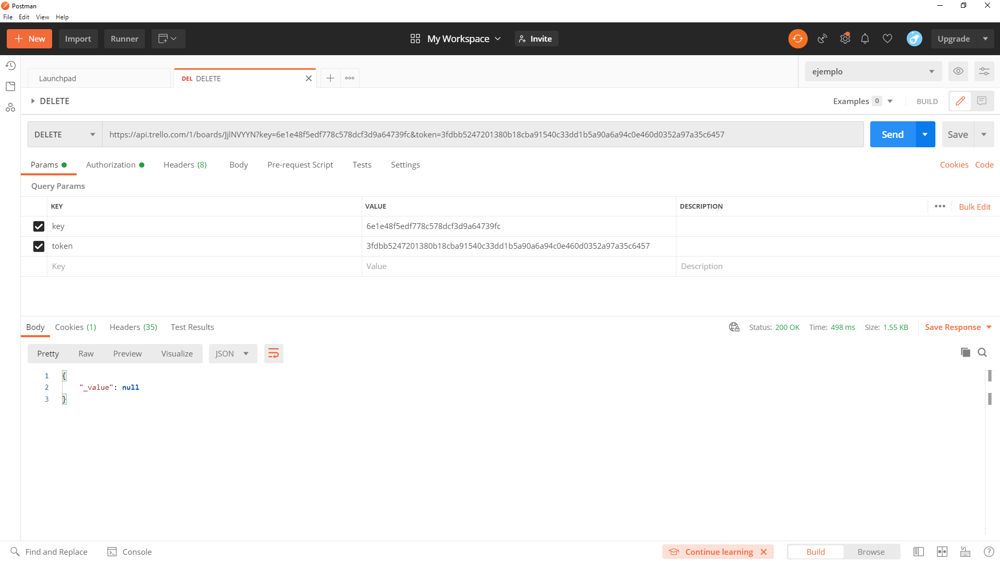 Postman
File Edit View Help
New Import Runner My Workspace Invite Upgrade
Launchpad DEL DELETE ejemplo
DELETE Examples 0 BUILD
DELETE https://api.trello.com/1/boards/JjlNVYYN?key=6e1e48f5edf778c578dcf3d9a64739fc&token=3fdbb5247201380b18cba91540c33dd1b5a90a6a94c0e460d0352a97a35c6457 Send Save
Params Authorization Headers (8) Body Pre-request Script Tests Settings Cookies Code
Query Params
KEY VALUE DESCRIPTION ••• Bulk Edit
key 6e1e48f5edf778c578dcf3d9a64739fc
token 3fdbb5247201380b18cba91540c33dd1b5a90a6a94c0e460d0352a97a35c6457
Key Value Description
Body Cookies (1) Headers (35) Test Results Status: 200 OK Time: 498 ms Size: 1.55 KB Save Response
Pretty Raw Preview Visualize JSON
1 {
2 "_value": null
3 }
Find and Replace Console Continue learning Build Browse